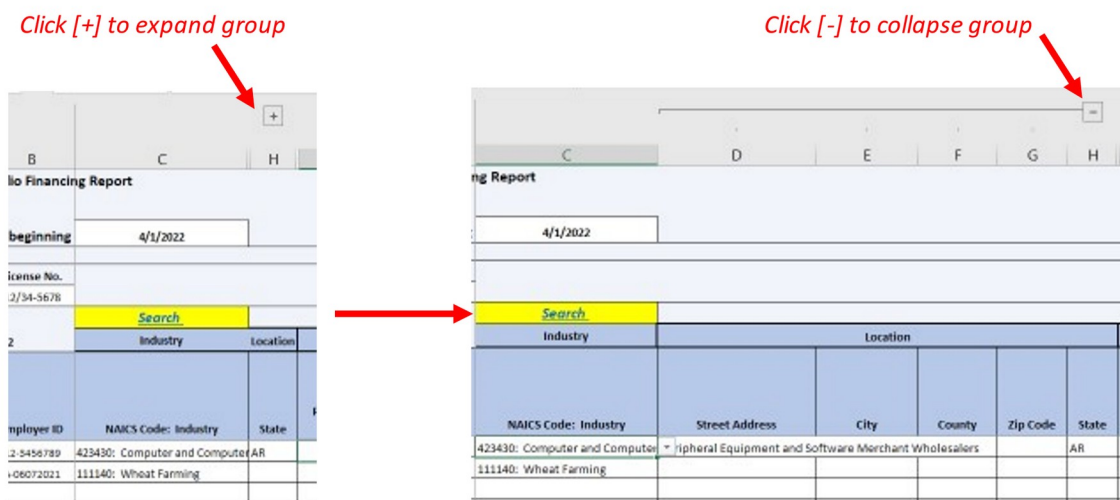 Click [+] to expand group
Click [-] to collapse group
+
B C H
lio Financing Report
beginning 4/1/2022
icense No.
2/34-5678
Search
2 Industry Location
mployer ID NAICS Code: Industry State
2-3456789 423430: Computer and Computer AR
-06072021 111140: Wheat Farming
-
C D E F G H
ng Report
4/1/2022
Search
Industry Location
NAICS Code: Industry Street Address City County Zip Code State
423430: Computer and Computer ripheral Equipment and Software Merchant Wholesalers AR
111140: Wheat Farming